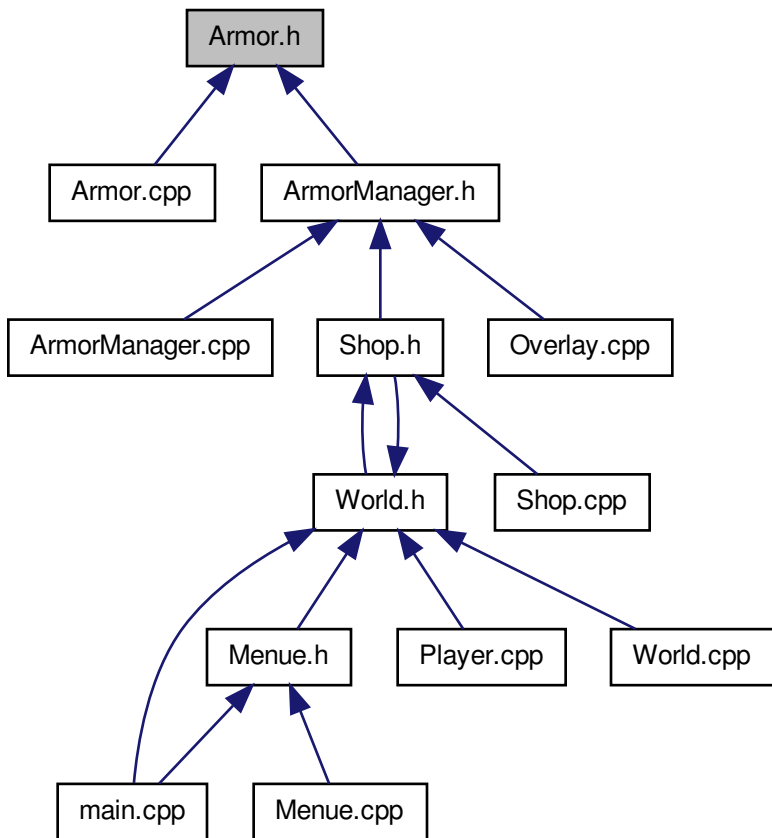 Armor.h
Armor.cpp
ArmorManager.h
ArmorManager.cpp
Shop.h
Overlay.cpp
World.h
Shop.cpp
Menue.h
Player.cpp
World.cpp
main.cpp
Menue.cpp